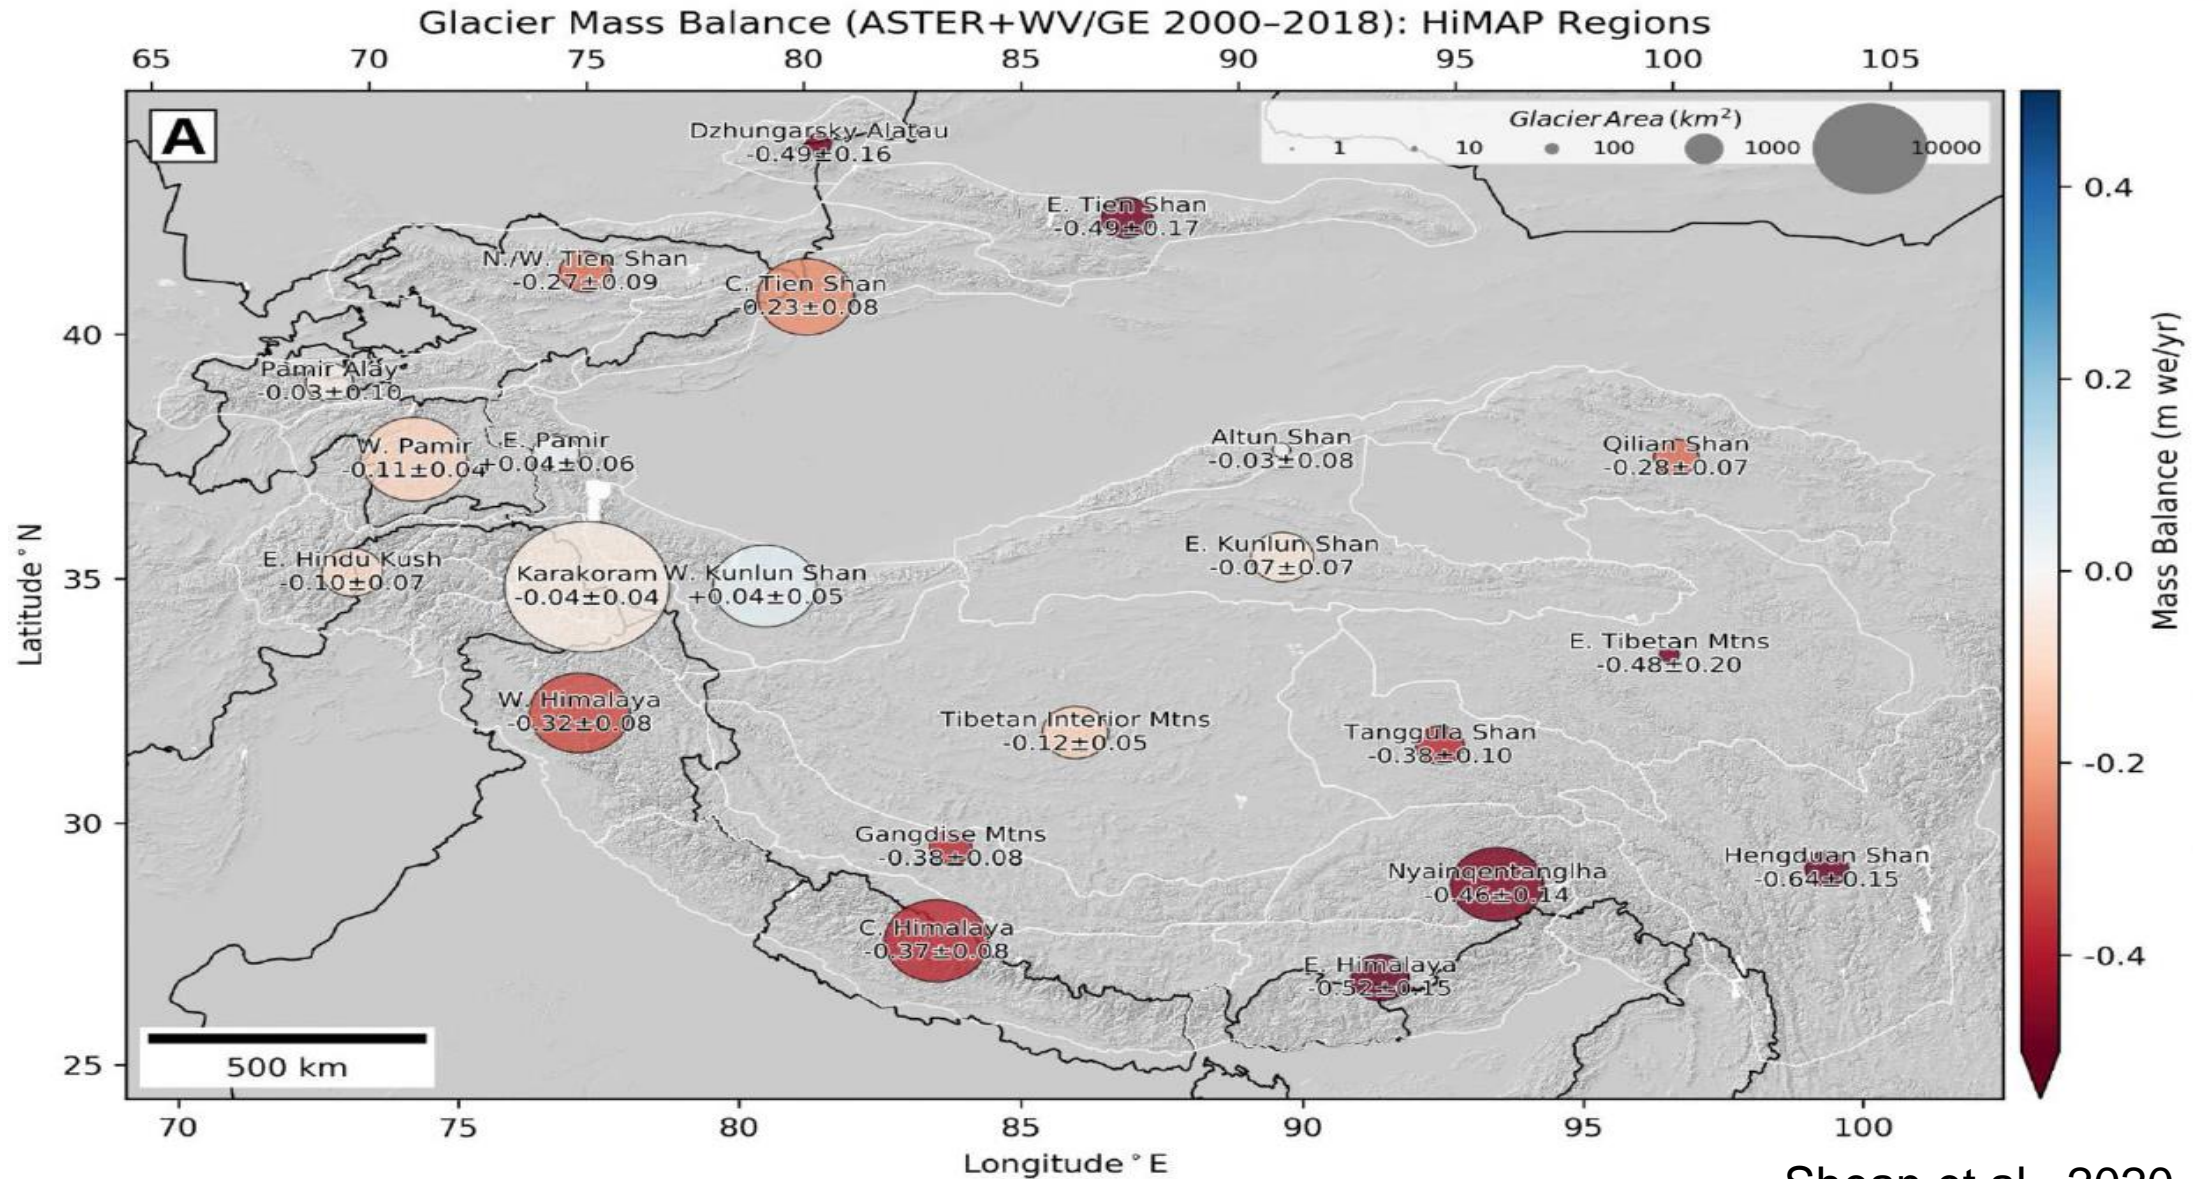 Glacier Mass Balance (ASTER+WV/GE 2000–2018): HiMAP Regions
65 70 75 80 85 90 95 100 105
A
Glacier Area (km²)
1 10 100 1000 10000
Dzhungarsky Alatau
-0.49±0.16
E. Tien Shan
-0.49±0.17
N./W. Tien Shan
-0.27±0.09
C. Tien Shan
-0.23±0.08
Pamir Alay
-0.03±0.10
W. Pamir
-0.11±0.04
E. Pamir
+0.04±0.06
Altun Shan
-0.03±0.08
Qilian Shan
-0.28±0.07
E. Hindu Kush
-0.10±0.07
Karakoram
-0.04±0.04
W. Kunlun Shan
+0.04±0.05
E. Kunlun Shan
-0.07±0.07
E. Tibetan Mtns
-0.48±0.20
W. Himalaya
-0.32±0.08
Tibetan Interior Mtns
-0.12±0.05
Tanggula Shan
-0.38±0.10
Gangdise Mtns
-0.38±0.08
Nyainqentanglha
-0.46±0.14
Hengduan Shan
-0.64±0.15
C. Himalaya
-0.37±0.08
E. Himalaya
-0.52±0.15
500 km
40
35
30
25
Latitude°N
70 75 80 85 90 95 100
Longitude°E
0.4
0.2
0.0
-0.2
-0.4
Mass Balance (m we/yr)
Shean et al., 2020